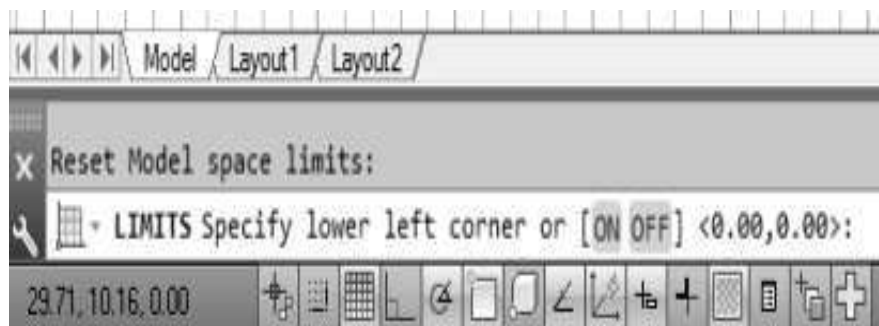 Model Layout1 Layout2
Reset Model space limits:
LIMITS Specify lower left corner or [ON OFF] <0.00,0.00>:
29.71, 10.16, 0.00